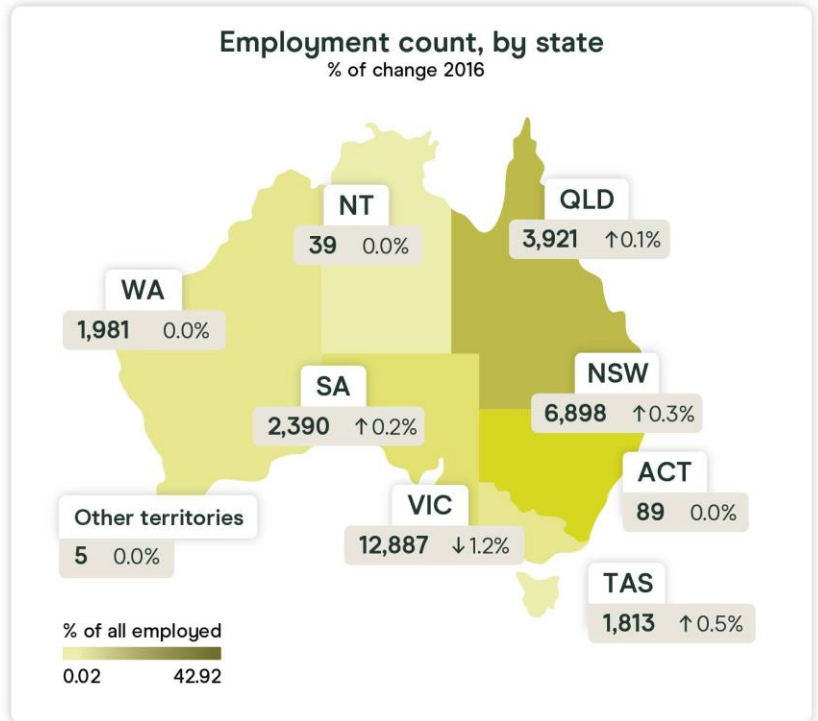 Employment count, by state
% of change 2016
NT
39 0.0%
QLD
3,921 ↑0.1%
WA
1,981 0.0%
SA
2,390 ↑0.2%
NSW
6,898 ↑0.3%
ACT
89 0.0%
Other territories
5 0.0%
VIC
12,887 ↓1.2%
TAS
1,813 ↑0.5%
% of all employed
0.02 42.92